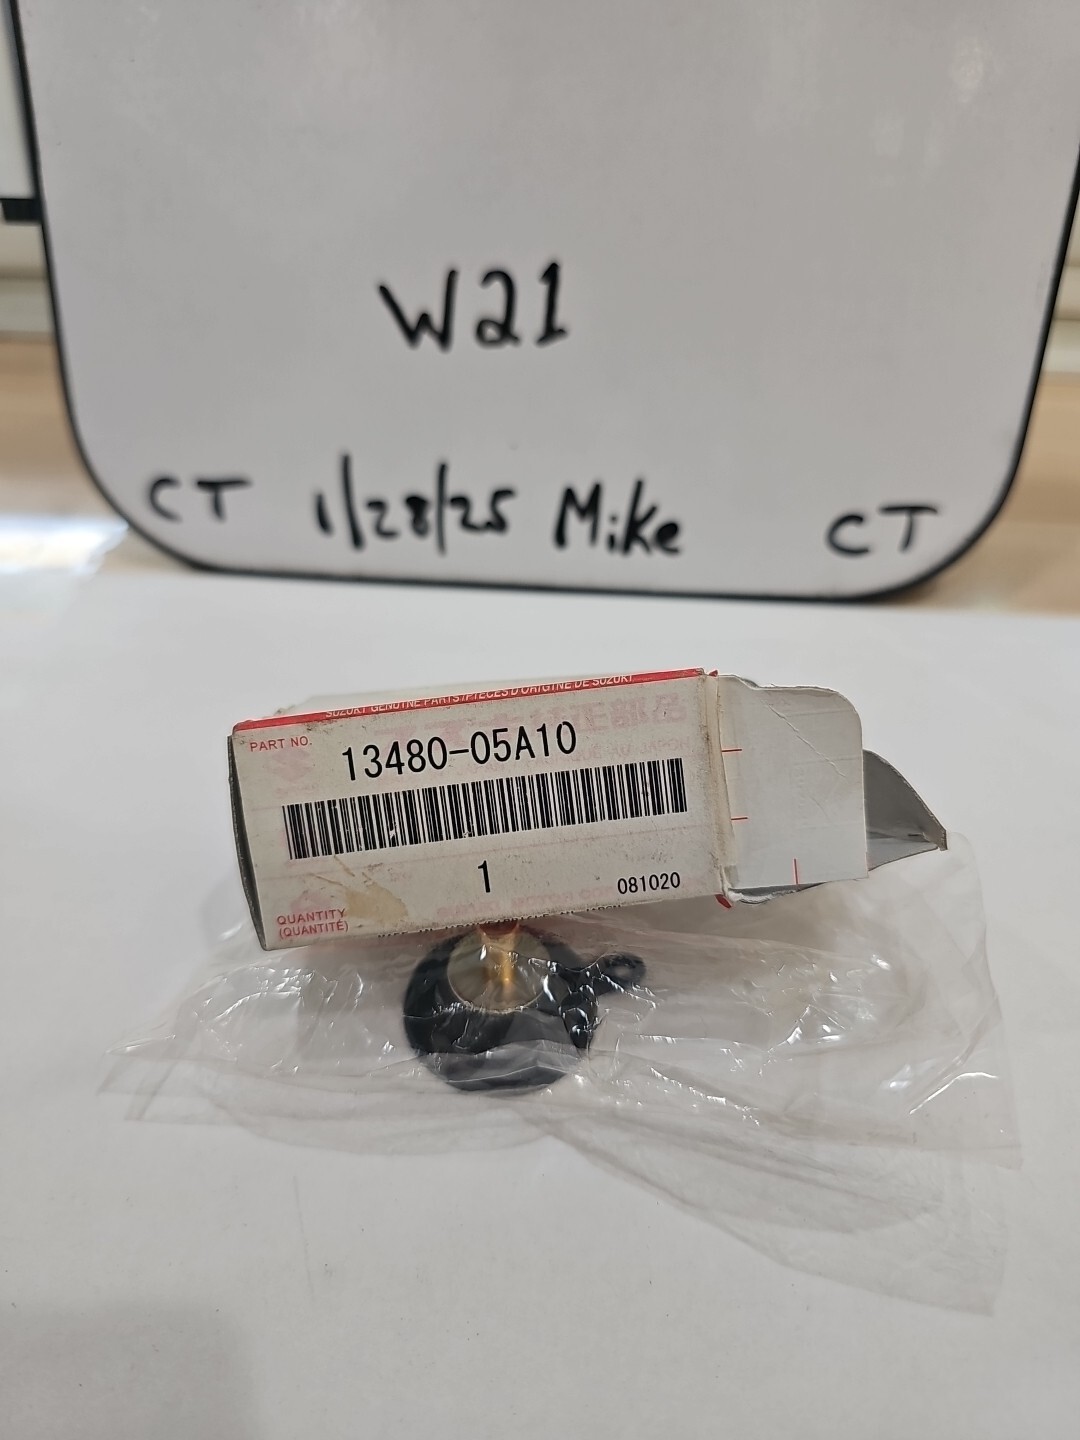 W21
CT 1/28/25 Mike CT
SUZUKI GENUINE PARTS/PIECES D'ORIGINE DE SUZUKI
PART NO. 13480-05A10
1
081020
QUANTITY
(QUANTITÉ)